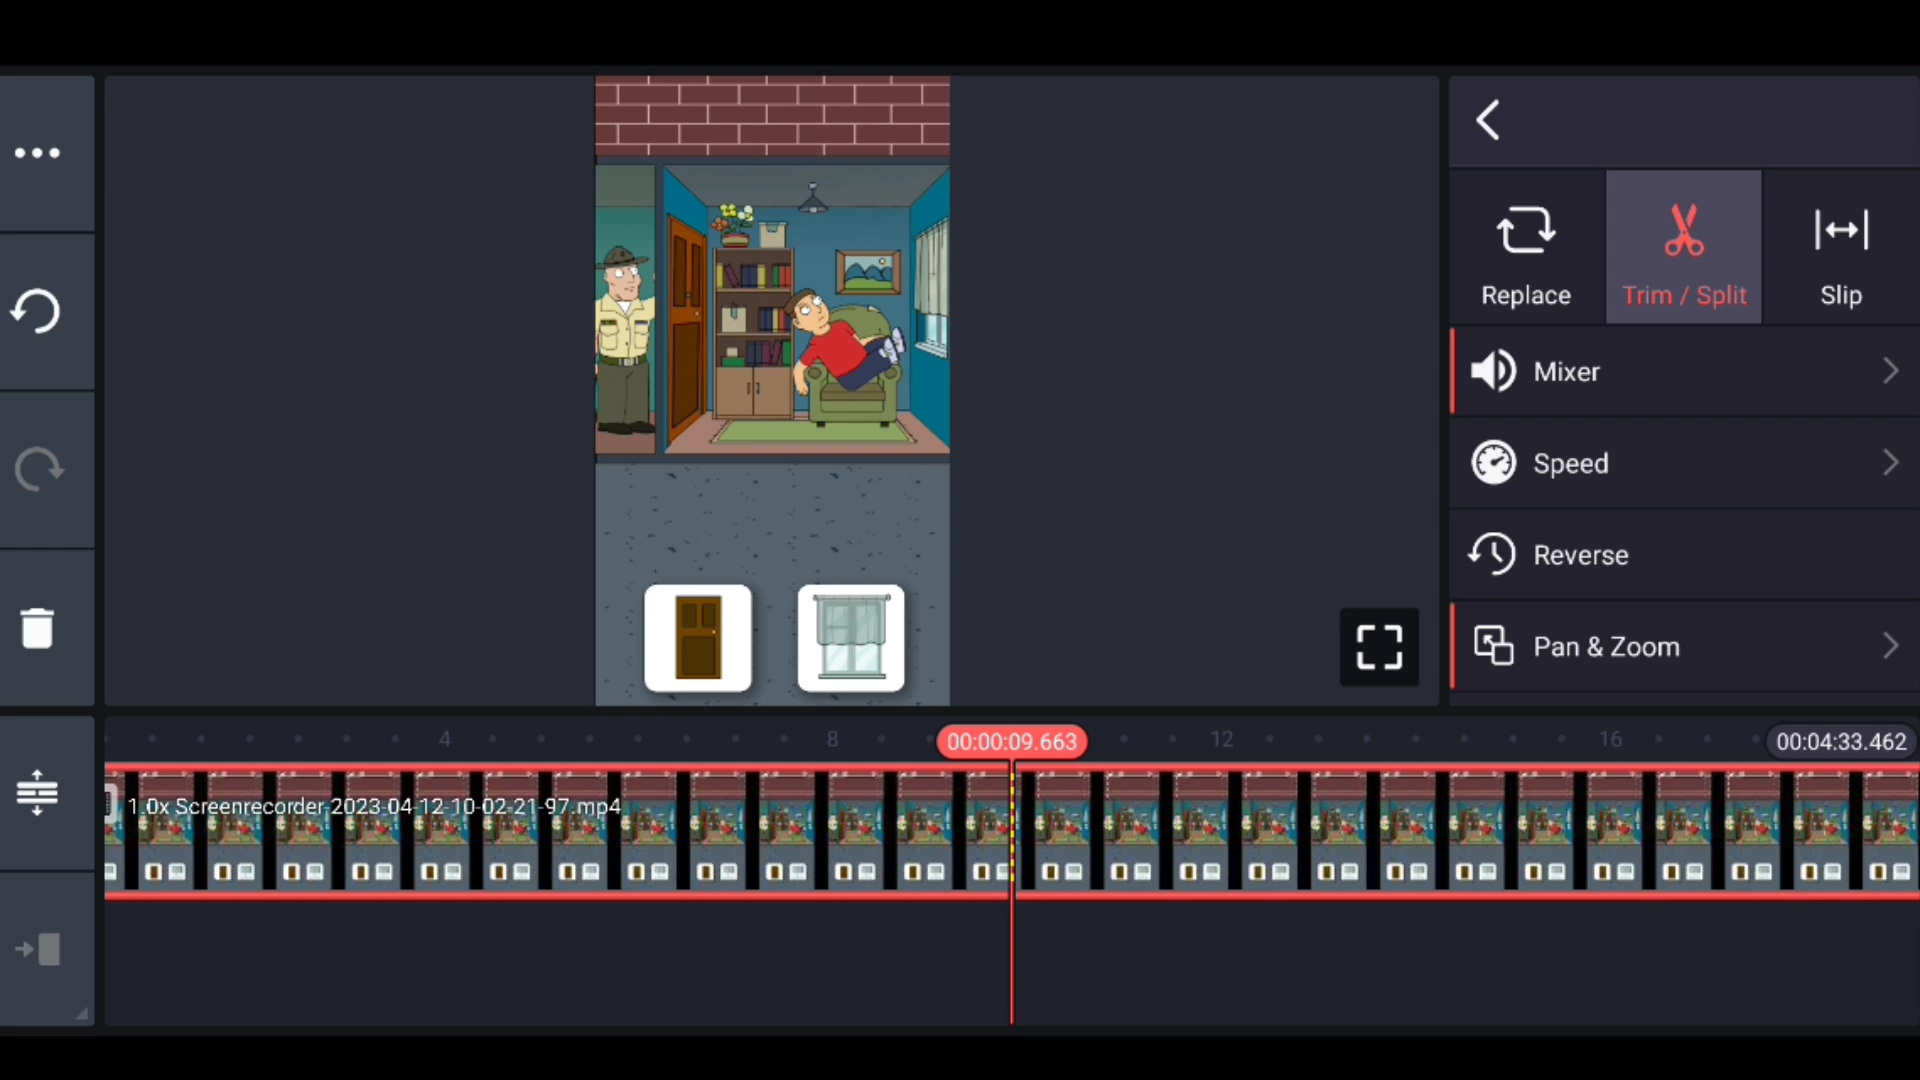 Replace
Trim / Split
Slip
Mixer
Speed
Reverse
Pan & Zoom
4
8
00:00:09.663
12
16
00:04:33.462
1.0x Screenrecorder-2023-04-12-10-02-21-97.mp4